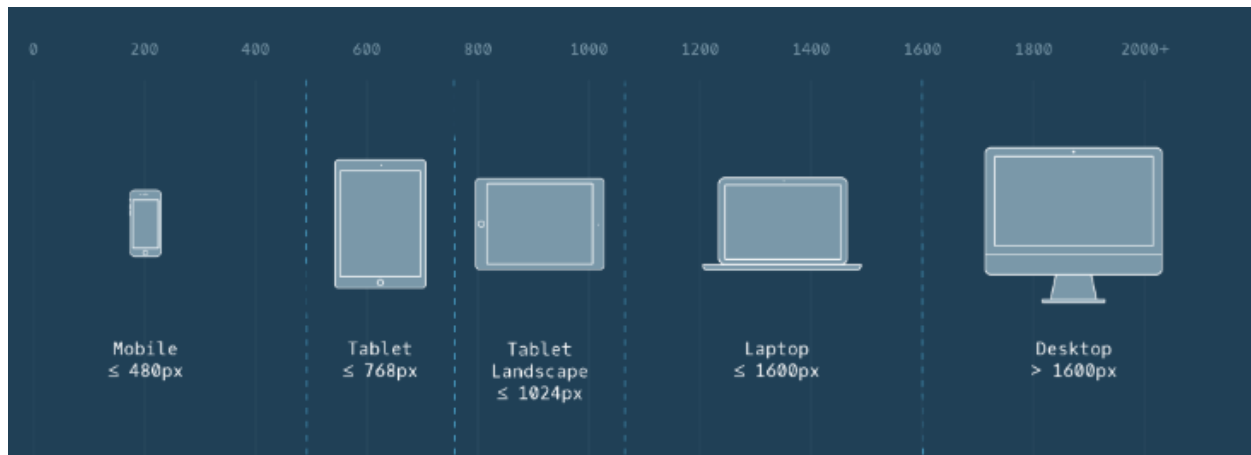 0 200 400 600 800 1000 1200 1400 1600 1800 2000+
Mobile
≤ 480px
Tablet
≤ 768px
Tablet
Landscape
≤ 1024px
Laptop
≤ 1600px
Desktop
> 1600px